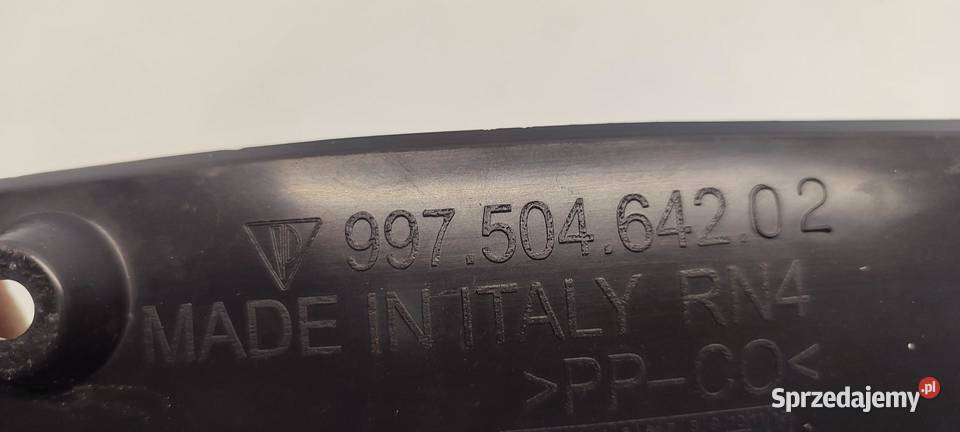 997.504.642.02
MADE IN ITALY RN4
>PP-CO<
Sprzedajemy.pl